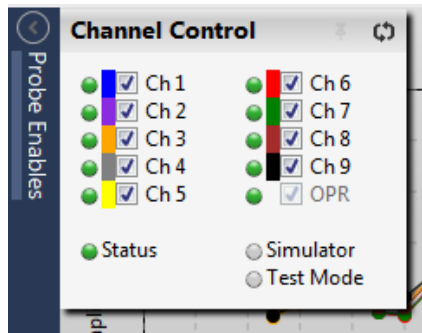 Channel Control
Probe Enables
Ch 1
Ch 2
Ch 3
Ch 4
Ch 5
Ch 6
Ch 7
Ch 8
Ch 9
OPR
Status
Simulator
Test Mode